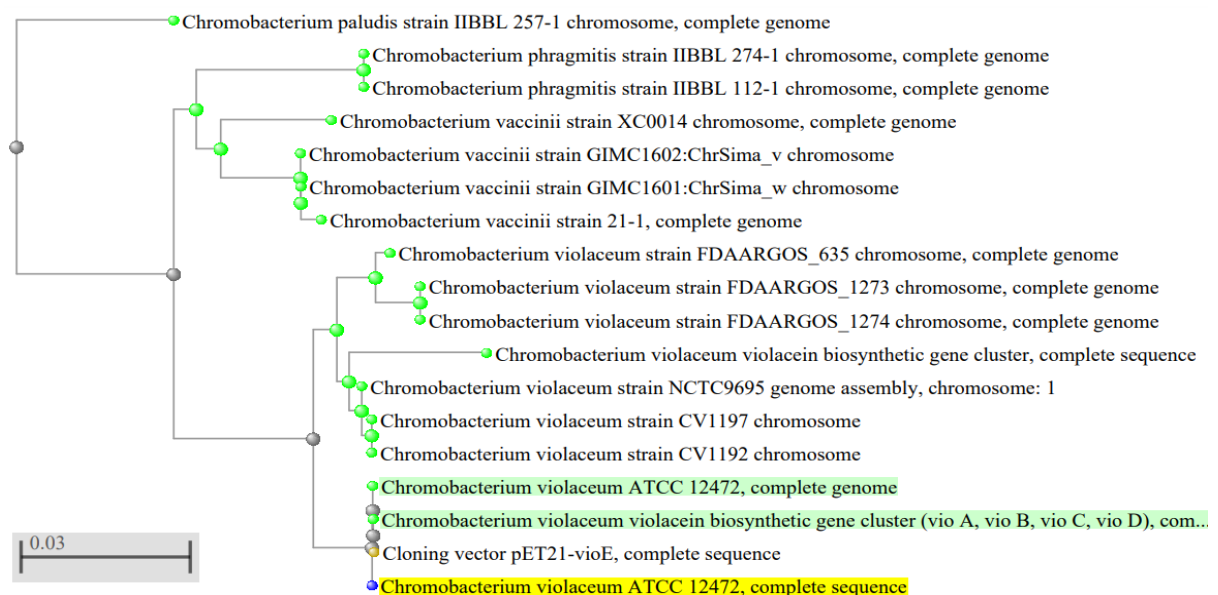 Chromobacterium paludis strain IIBBL 257-1 chromosome, complete genome
Chromobacterium phragmitis strain IIBBL 274-1 chromosome, complete genome
Chromobacterium phragmitis strain IIBBL 112-1 chromosome, complete genome
Chromobacterium vaccinii strain XC0014 chromosome, complete genome
Chromobacterium vaccinii strain GIMC1602:ChrSima_v chromosome
Chromobacterium vaccinii strain GIMC1601:ChrSima_w chromosome
Chromobacterium vaccinii strain 21-1, complete genome
Chromobacterium violaceum strain FDAARGOS_635 chromosome, complete genome
Chromobacterium violaceum strain FDAARGOS_1273 chromosome, complete genome
Chromobacterium violaceum strain FDAARGOS_1274 chromosome, complete genome
Chromobacterium violaceum violacein biosynthetic gene cluster, complete sequence
Chromobacterium violaceum strain NCTC9695 genome assembly, chromosome: 1
Chromobacterium violaceum strain CV1197 chromosome
Chromobacterium violaceum strain CV1192 chromosome
Chromobacterium violaceum ATCC 12472, complete genome
Chromobacterium violaceum violacein biosynthetic gene cluster (vio A, vio B, vio C, vio D), com...
Cloning vector pET21-vioE, complete sequence
Chromobacterium violaceum ATCC 12472, complete sequence
0.03